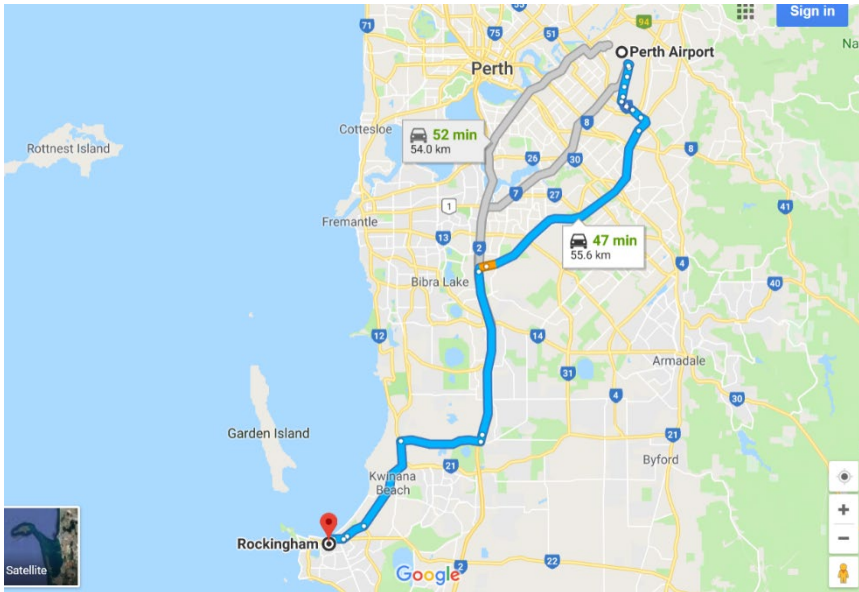 Sign in
94
71
75
51
Perth Airport
Na
Perth
Cottesloe
52 min
54.0 km
8
Rottnest Island
26
30
8
7
27
1
41
Fremantle
13
2
47 min
55.6 km
4
Bibra Lake
40
12
14
Armadale
31
4
30
Garden Island
21
21
Byford
Kwinana
Beach
Rockingham
22
2
Google
Satellite